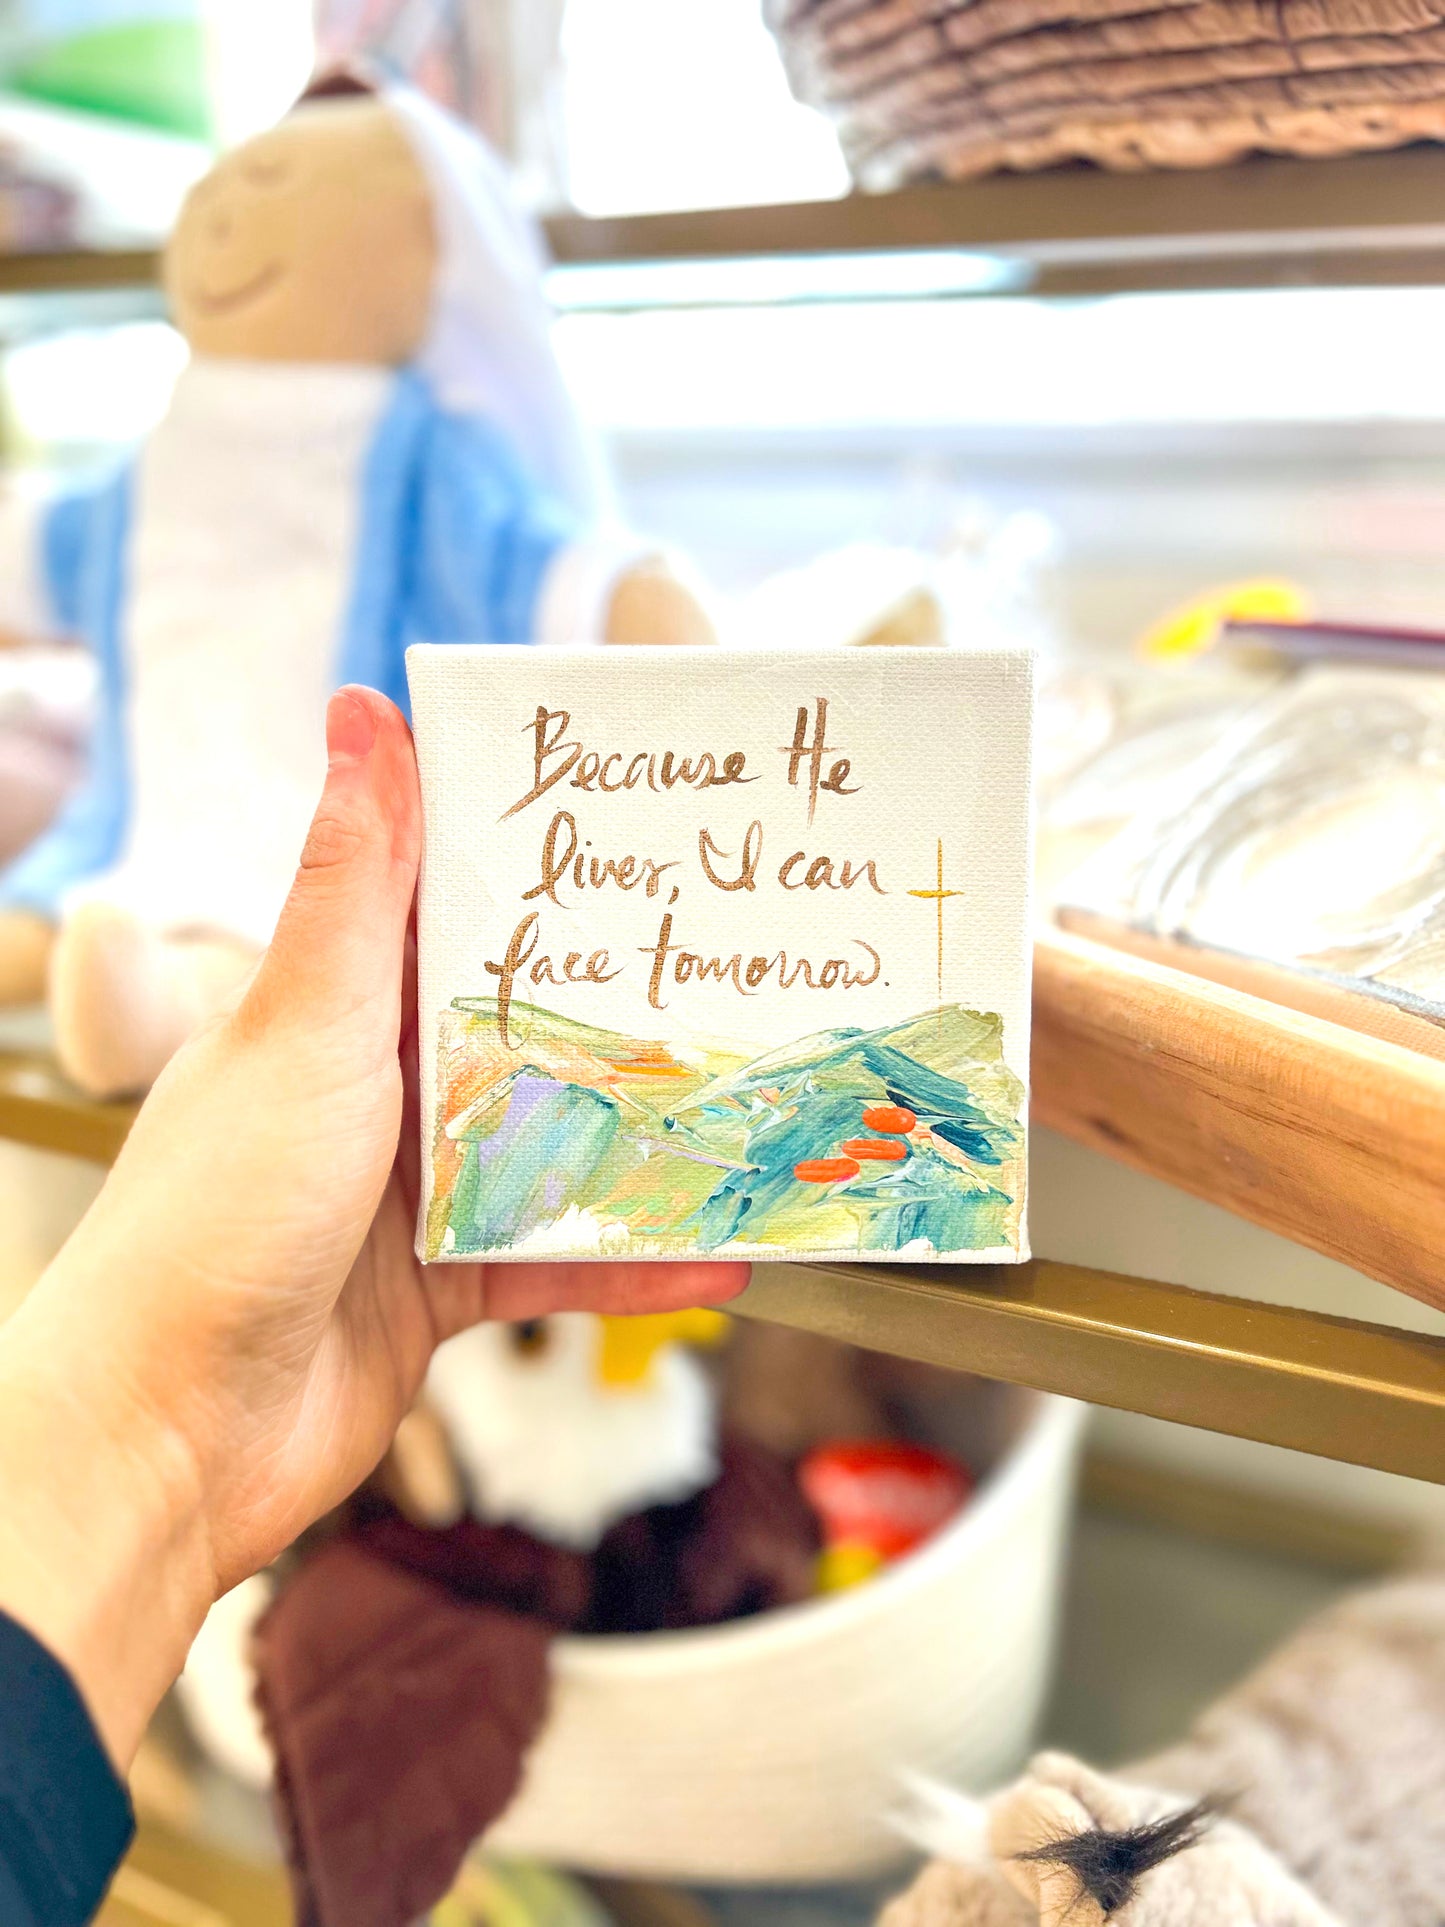 Because He
lives, I can
face tomorrow.